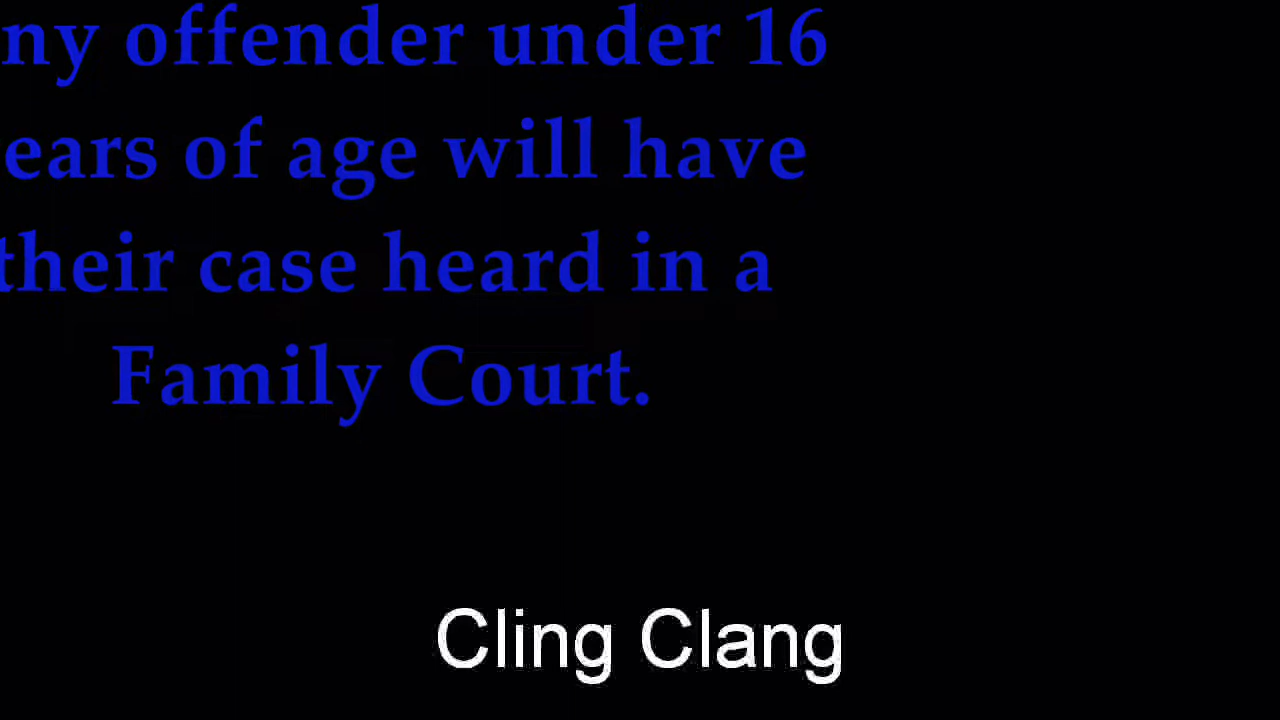 ny offender under 16
ears of age will have
their case heard in a
Family Court.
Cling Clang